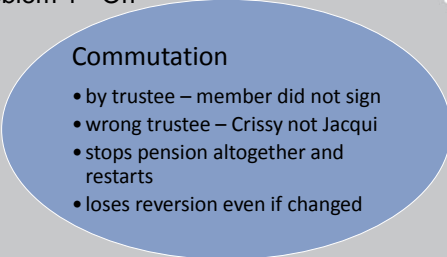 Commutation
• by trustee – member did not sign
• wrong trustee – Crissy not Jacqui
• stops pension altogether and
restarts
• loses reversion even if changed